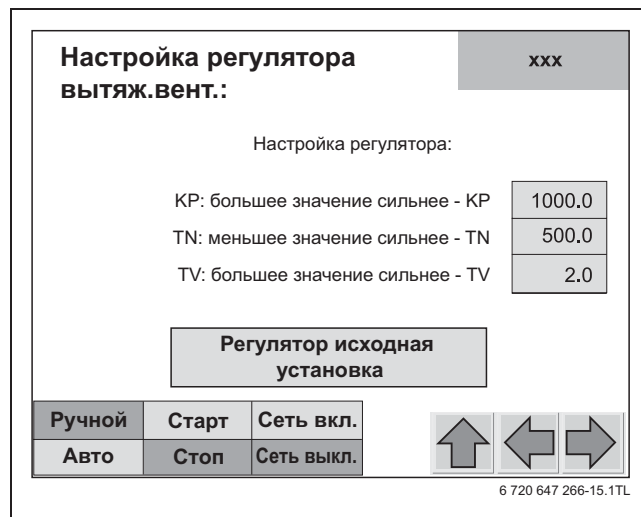 Настройка регулятора
вытяж.вент.:
xxx
Настройка регулятора:
KP: большее значение сильнее - KP
1000.0
TN: меньшее значение сильнее - TN
500.0
TV: большее значение сильнее - TV
2.0
Регулятор исходная
установка
Ручной
Старт
Сеть вкл.
Авто
Стоп
Сеть выкл.
6 720 647 266-15.1TL